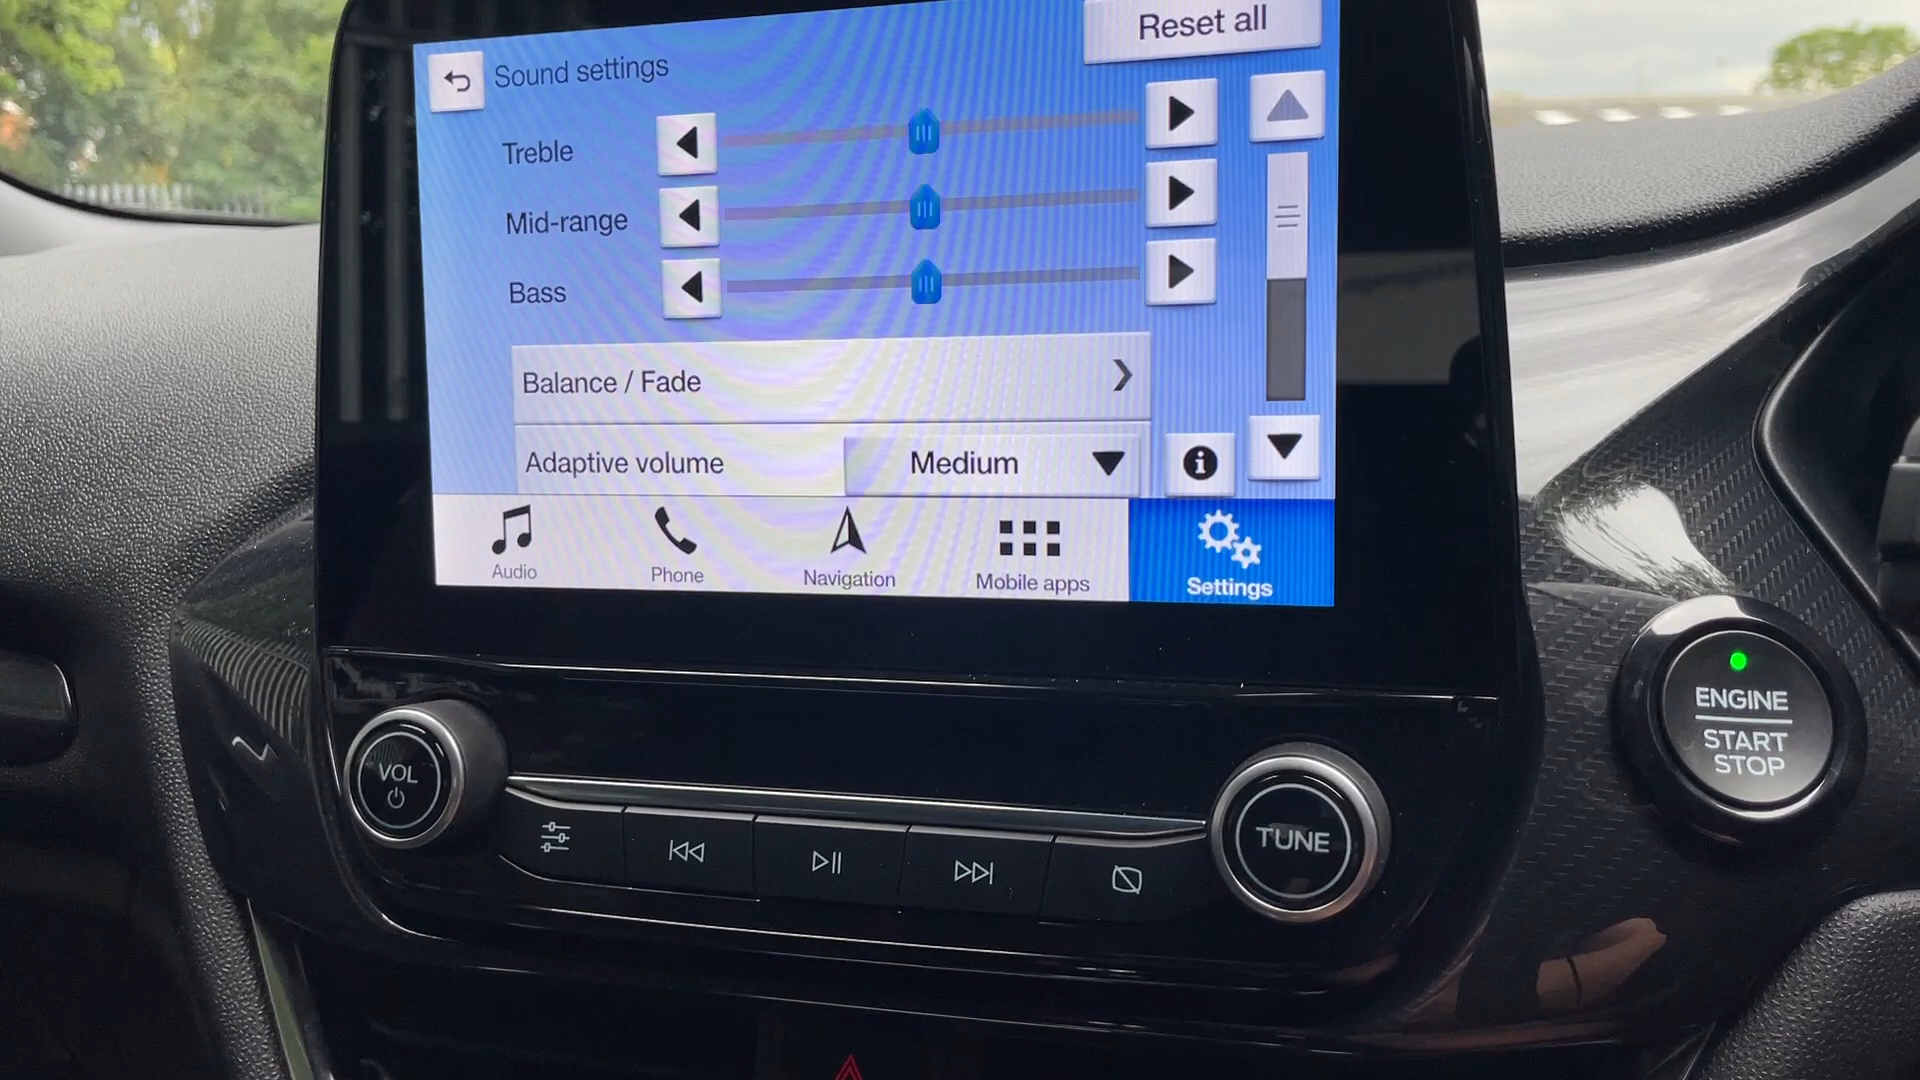 Reset all
Sound settings
Treble
Mid-range
Bass
Balance / Fade
Adaptive volume Medium
Audio Phone Navigation Mobile apps Settings
ENGINE
START
STOP
VOL
TUNE